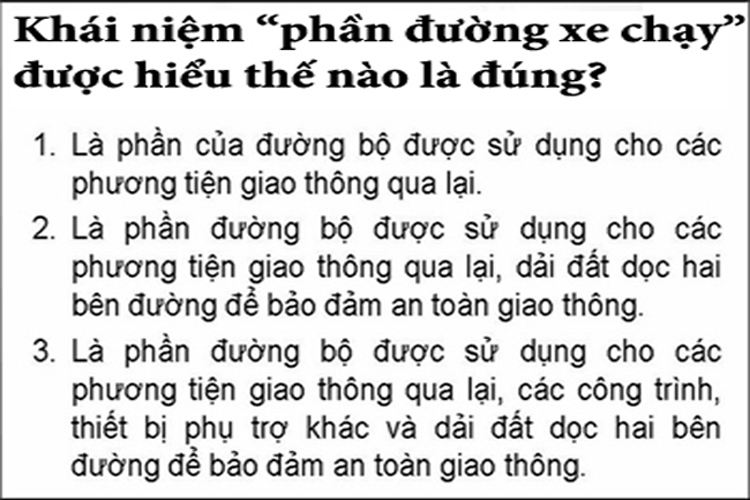 Khái niệm “phần đường xe chạy”
được hiểu thế nào là đúng?
1. Là phần của đường bộ được sử dụng cho các
phương tiện giao thông qua lại.
2. Là phần đường bộ được sử dụng cho các
phương tiện giao thông qua lại, dải đất dọc hai
bên đường để bảo đảm an toàn giao thông.
3. Là phần đường bộ được sử dụng cho các
phương tiện giao thông qua lại, các công trình,
thiết bị phụ trợ khác và dải đất dọc hai bên
đường để bảo đảm an toàn giao thông.